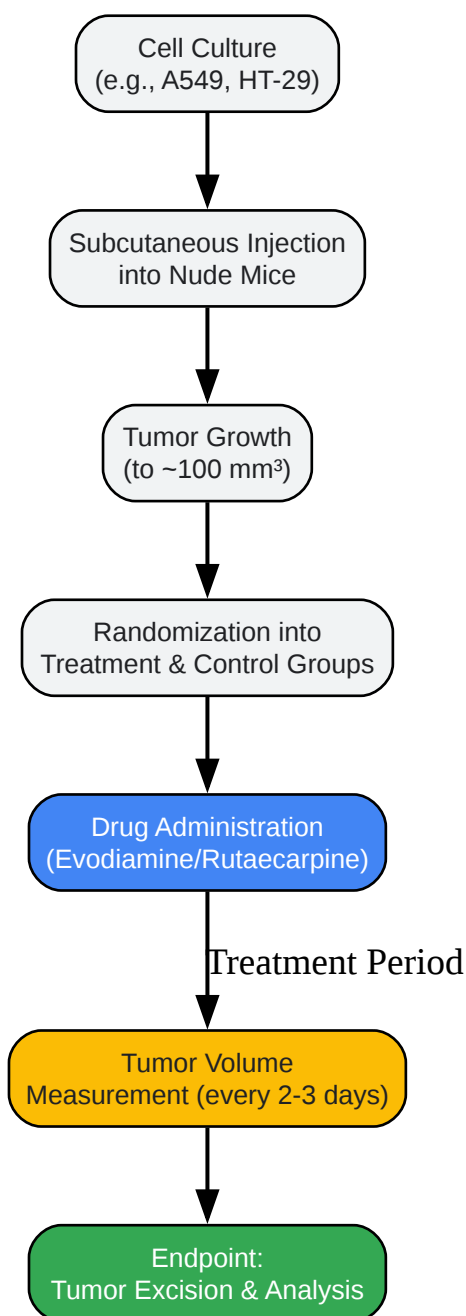 Cell Culture
(e.g., A549, HT-29)
Subcutaneous Injection
into Nude Mice
Tumor Growth
(to ~100 mm³)
Randomization into
Treatment & Control Groups
Drug Administration
(Evodiamine/Rutaecarpine)
Treatment Period
Tumor Volume
Measurement (every 2-3 days)
Endpoint:
Tumor Excision & Analysis